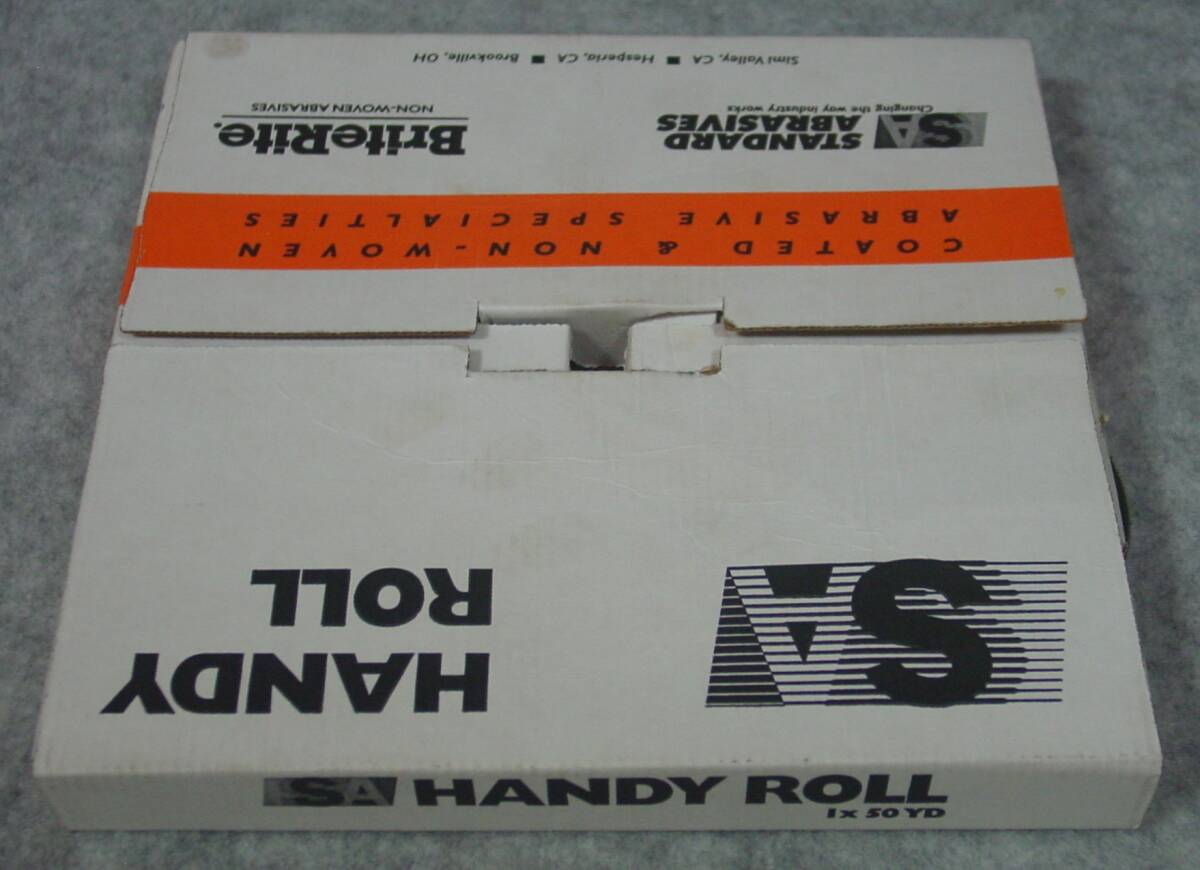 SA HANDY ROLL
1 x 50 YD
SA
HANDY
ROLL
COATED & NON-WOVEN
ABRASIVE SPECIALTIES
SA STANDARD
ABRASIVES
Changing the way industry works
BriteRite.
NON-WOVEN ABRASIVES
Simi Valley, CA ■ Hesperia, CA ■ Brookville, OH